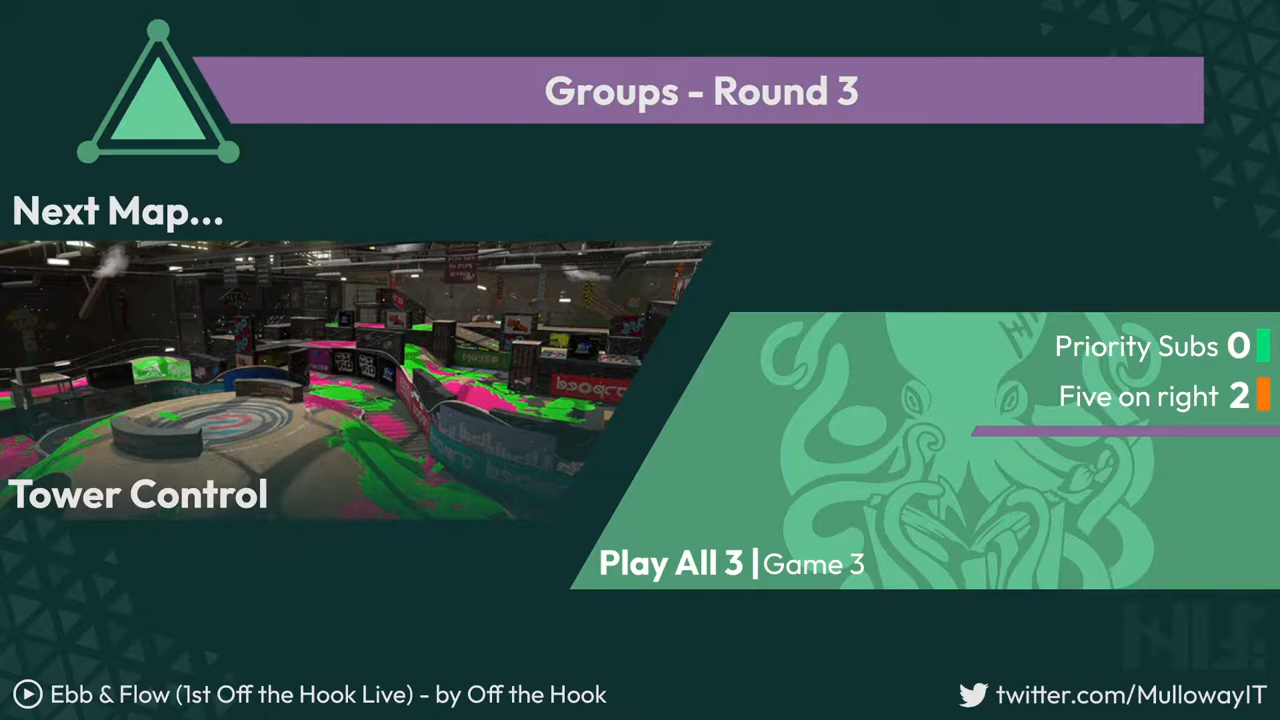 Groups - Round 3
Next Map...
Tower Control
Priority Subs 0
Five on right 2
Play All 3 | Game 3
Ebb & Flow (1st Off the Hook Live) - by Off the Hook
twitter.com/MullowayIT